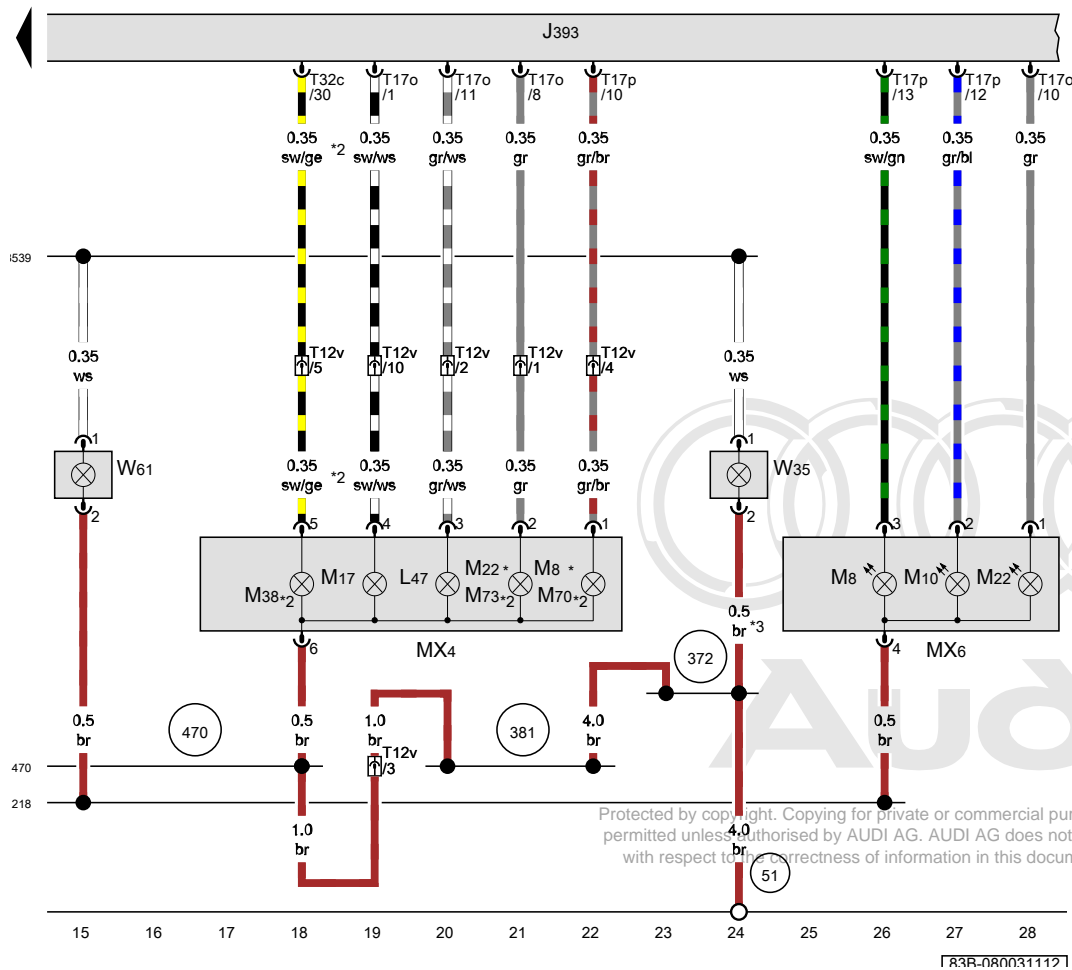 J393
T32c /30
T17o /1
T17o /11
T17o /8
T17p /10
T17p /13
T17p /12
T17o /10
0.35 sw/ge *2
0.35 sw/ws
0.35 gr/ws
0.35 gr
0.35 gr/br
0.35 sw/gn
0.35 gr/bl
0.35 gr
539
0.35 ws
T12v /5
T12v /10
T12v /2
T12v /1
T12v /4
0.35 ws
1
W61
2
0.35 sw/ge *2
0.35 sw/ws
0.35 gr/ws
0.35 gr
0.35 gr/br
1
W35
2
5
4
3
2
1
3
2
1
M38*2
M17
L47
M22 *
M73*2
M8 *
M70*2
M8
M10
M22
6
MX4
0.5 br *3
4
MX6
372
0.5 br
470
0.5 br
1.0 br
381
4.0 br
0.5 br
T12v /3
470
218
Audi
Protected by copyright. Copying for private or commercial pur
permitted unless authorised by AUDI AG. AUDI AG does not
with respect to the correctness of information in this docum
1.0 br
4.0 br
51
15 16 17 18 19 20 21 22 23 24 25 26 27 28
83B-080031112